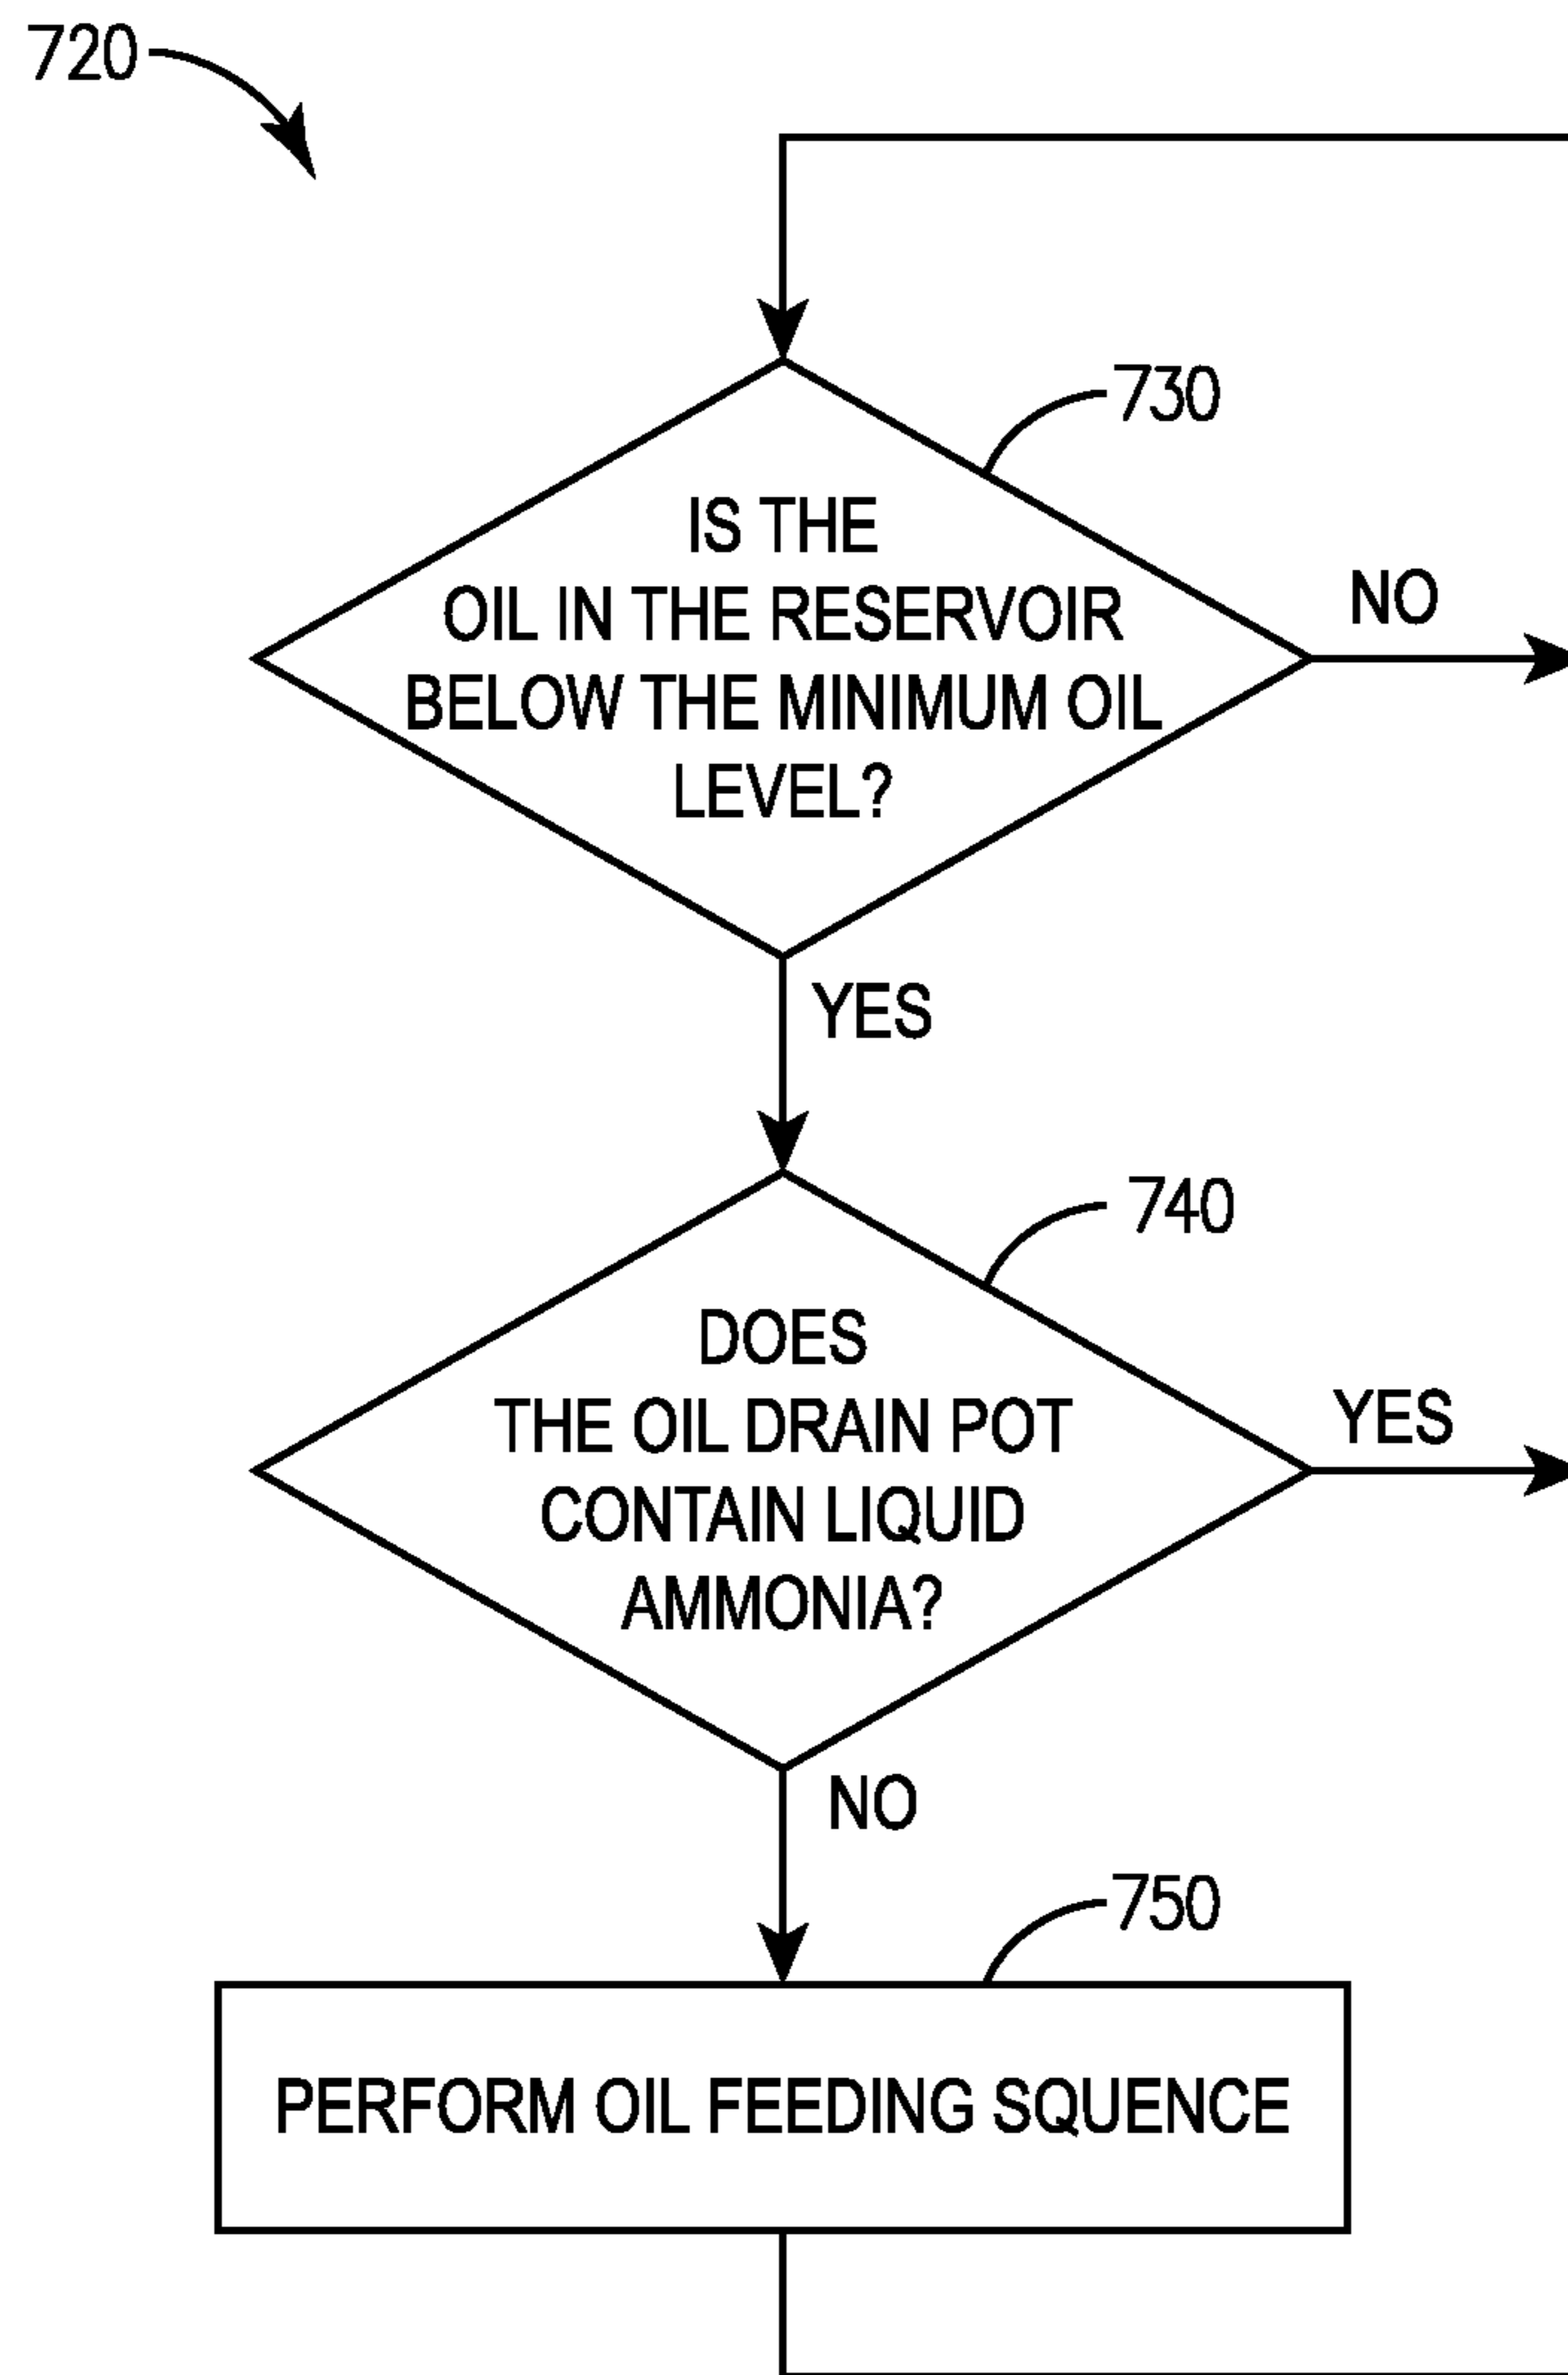 720
730
IS THE
OIL IN THE RESERVOIR
BELOW THE MINIMUM OIL
LEVEL?
NO
YES
740
DOES
THE OIL DRAIN POT
CONTAIN LIQUID
AMMONIA?
YES
NO
750
PERFORM OIL FEEDING SQUENCE